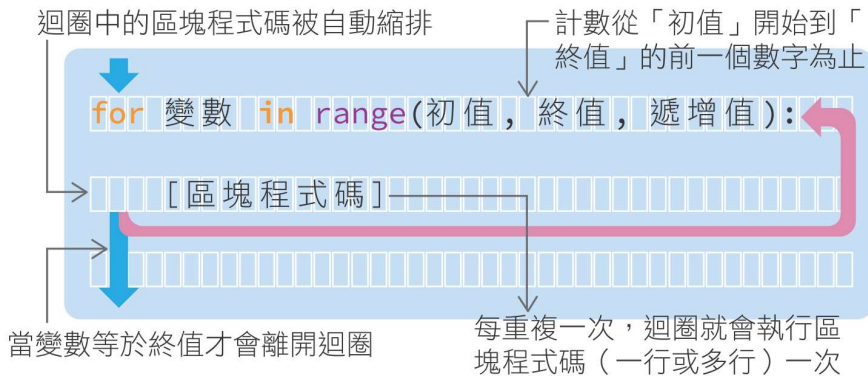 迴圈中的區塊程式碼被自動縮排
計數從「初值」開始到「
終值」的前一個數字為止
for 變數 in range(初值, 終值, 遞增值):
[區塊程式碼]
當變數等於終值才會離開迴圈
每重複一次，迴圈就會執行區
塊程式碼（一行或多行）一次